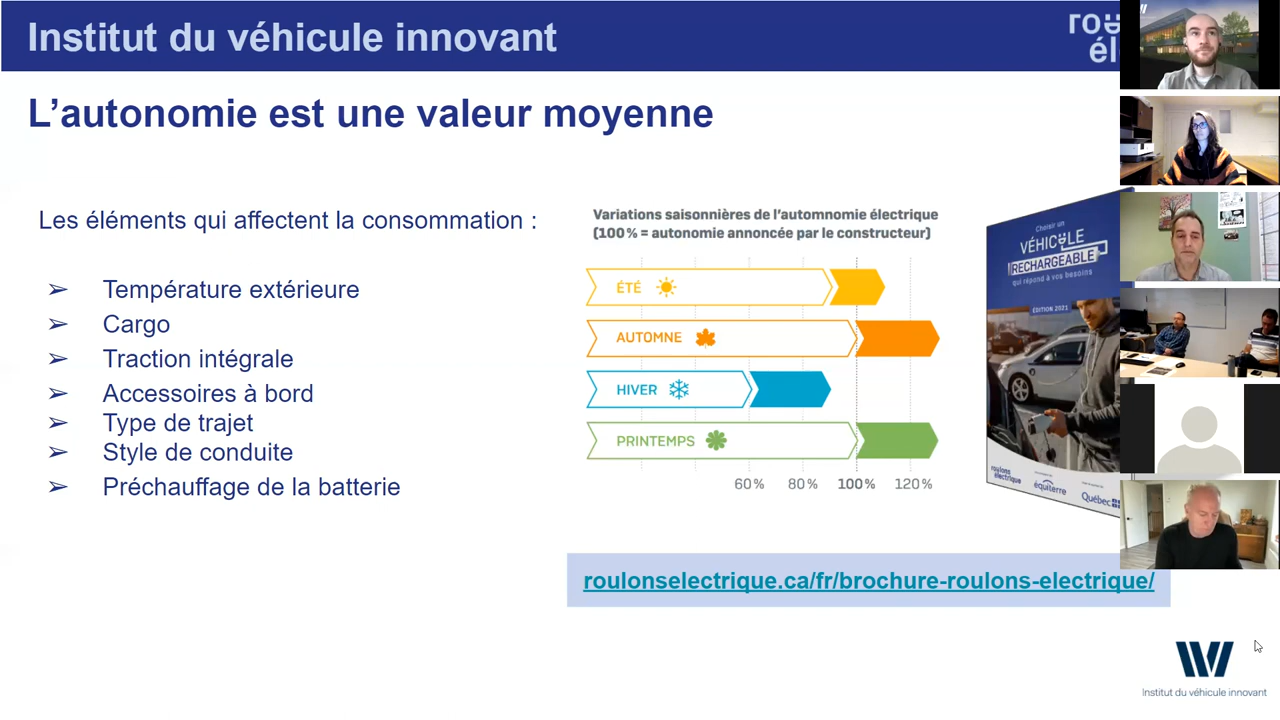 Institut du véhicule innovant
L'autonomie est une valeur moyenne
Les éléments qui affectent la consommation :
➢ Température extérieure
➢ Cargo
➢ Traction intégrale
➢ Accessoires à bord
➢ Type de trajet
➢ Style de conduite
➢ Préchauffage de la batterie
Variations saisonnières de l'automnomie électrique
(100 % = autonomie annoncée par le constructeur)
ÉTÉ
AUTOMNE
HIVER
PRINTEMPS
60 % 80 % 100 % 120 %
Choisir un
VÉHICULE
RECHARGEABLE
qui répond à vos besoins
ÉDITION 2021
roulons
électrique
équiterre
Québec
roulonselectrique.ca/fr/brochure-roulons-electrique/
Institut du véhicule innovant